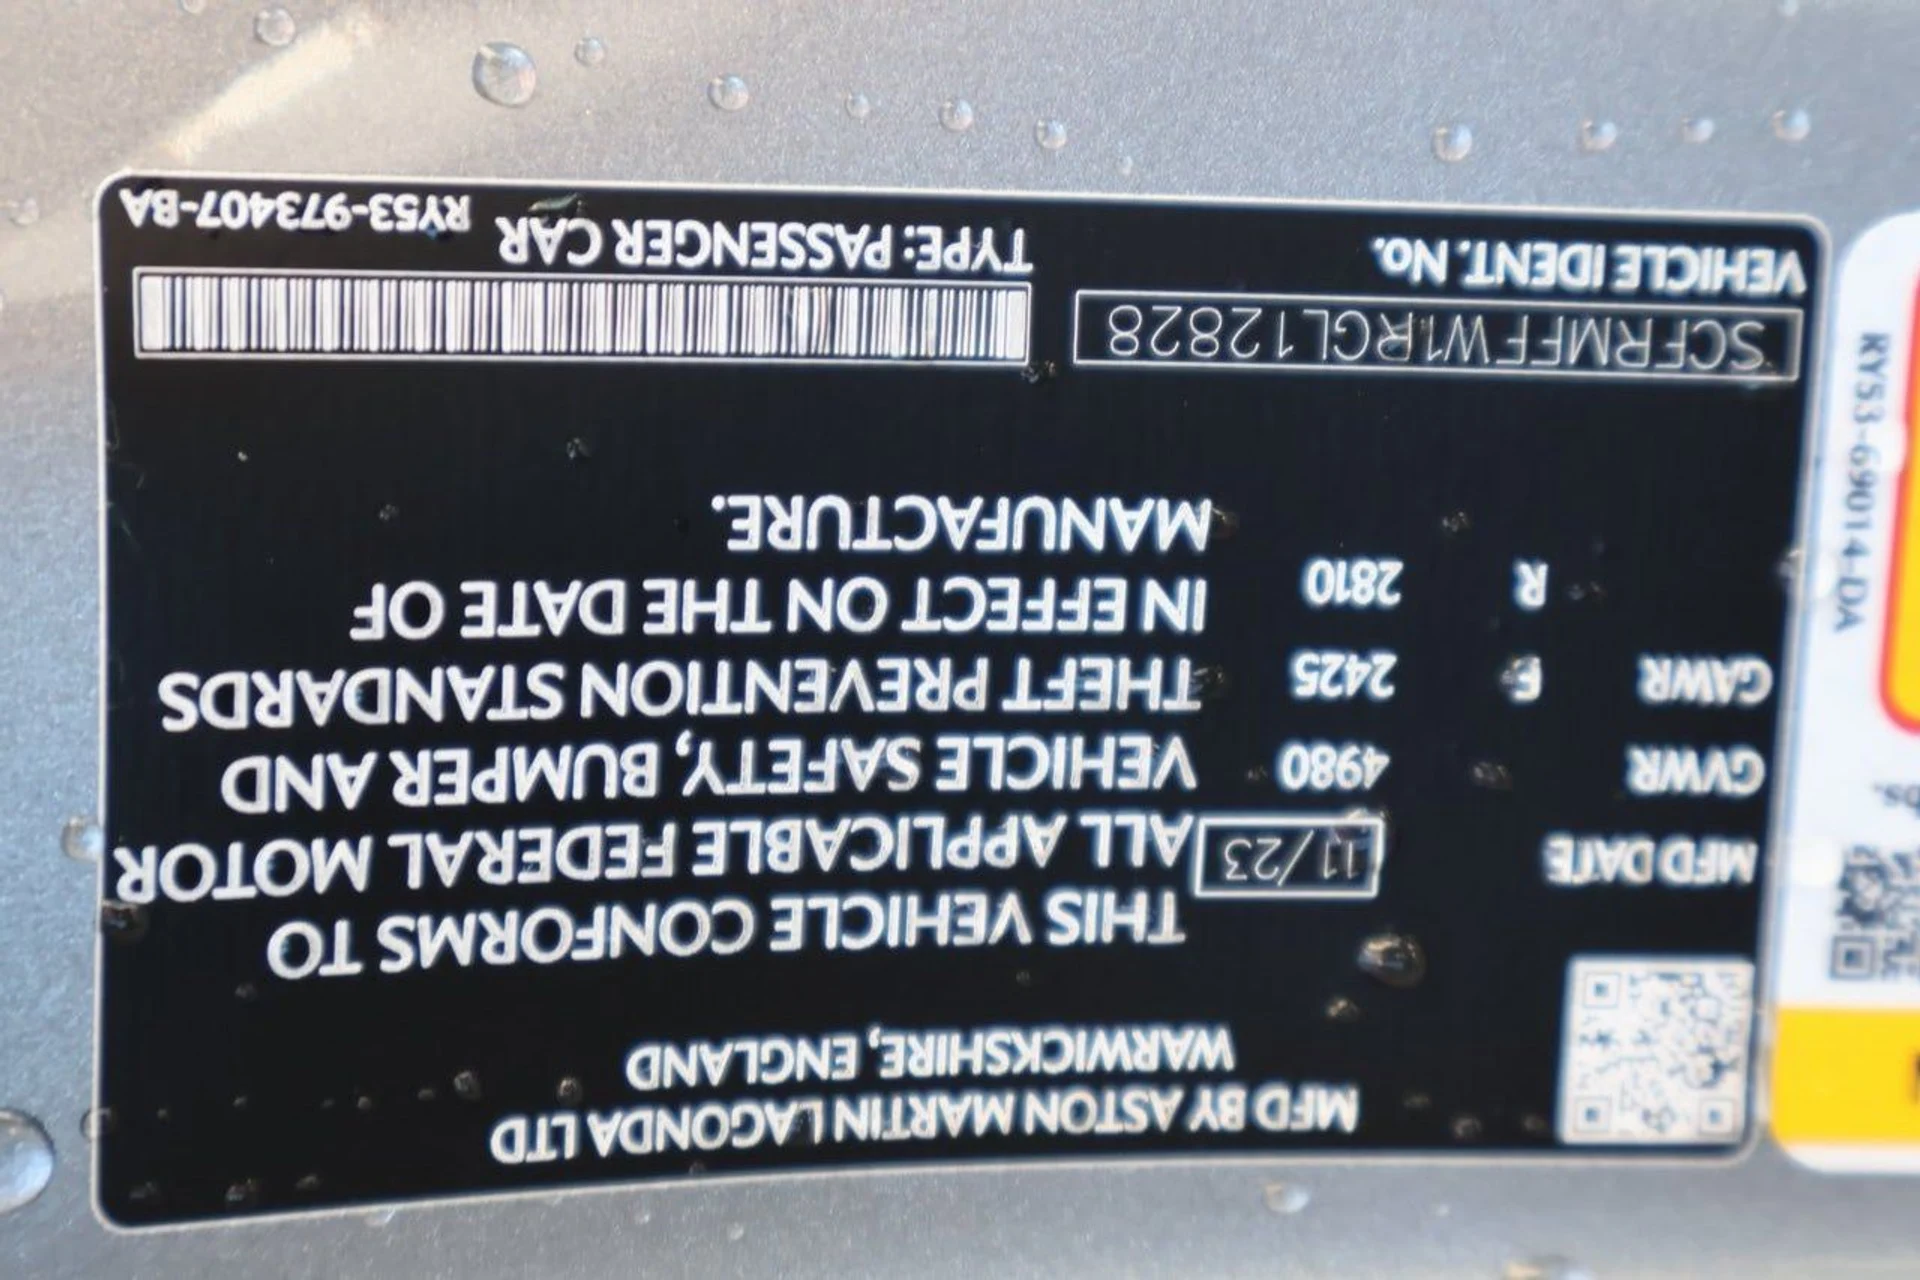 MFD BY ASTON MARTIN LAGONDA LTD
WARWICKSHIRE, ENGLAND
MFD DATE 11/23
GVWR 4980
GAWR F 2425
R 2810
THIS VEHICLE CONFORMS TO
ALL APPLICABLE FEDERAL MOTOR
VEHICLE SAFETY, BUMPER AND
THEFT PREVENTION STANDARDS
IN EFFECT ON THE DATE OF
MANUFACTURE.
SCFRMFFW1RGL12828
VEHICLE IDENT. No.
TYPE: PASSENGER CAR
RY53-973407-BA
RY53-69014-DA